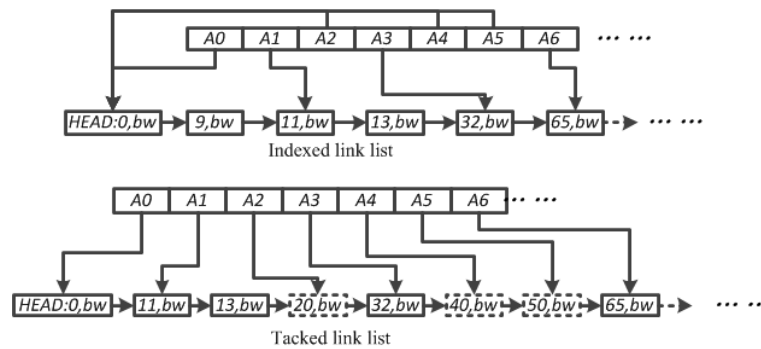 A0 A1 A2 A3 A4 A5 A6 ... ...
HEAD:0,bw 9,bw 11,bw 13,bw 32,bw 65,bw ... ...
Indexed link list
A0 A1 A2 A3 A4 A5 A6 ... ...
HEAD:0,bw 11,bw 13,bw 20,bw 32,bw 40,bw 50,bw 65,bw ... ...
Tacked link list